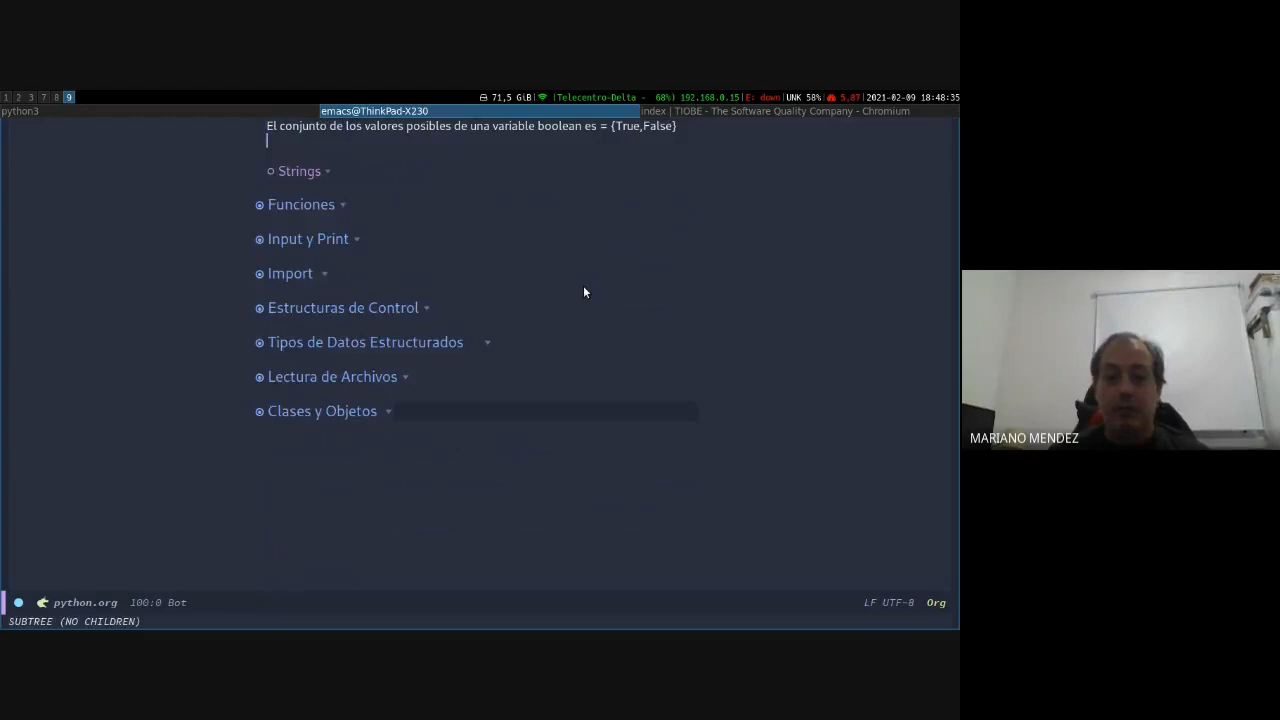 1 2 3 7 8 9
71,5 GiB| |Telecentro-Delta - 68%) 192.168.0.15|E: down|UNK 58%| 5,87|2021-02-09 18:48:35
python3
emacs@ThinkPad-X230
index | TIOBE - The Software Quality Company - Chromium
El conjunto de los valores posibles de una variable boolean es = {True,False}
Strings
Funciones
Input y Print
Import
Estructuras de Control
Tipos de Datos Estructurados
Lectura de Archivos
Clases y Objetos
MARIANO MENDEZ
python.org 100:0 Bot
LF UTF-8 Org
SUBTREE (NO CHILDREN)